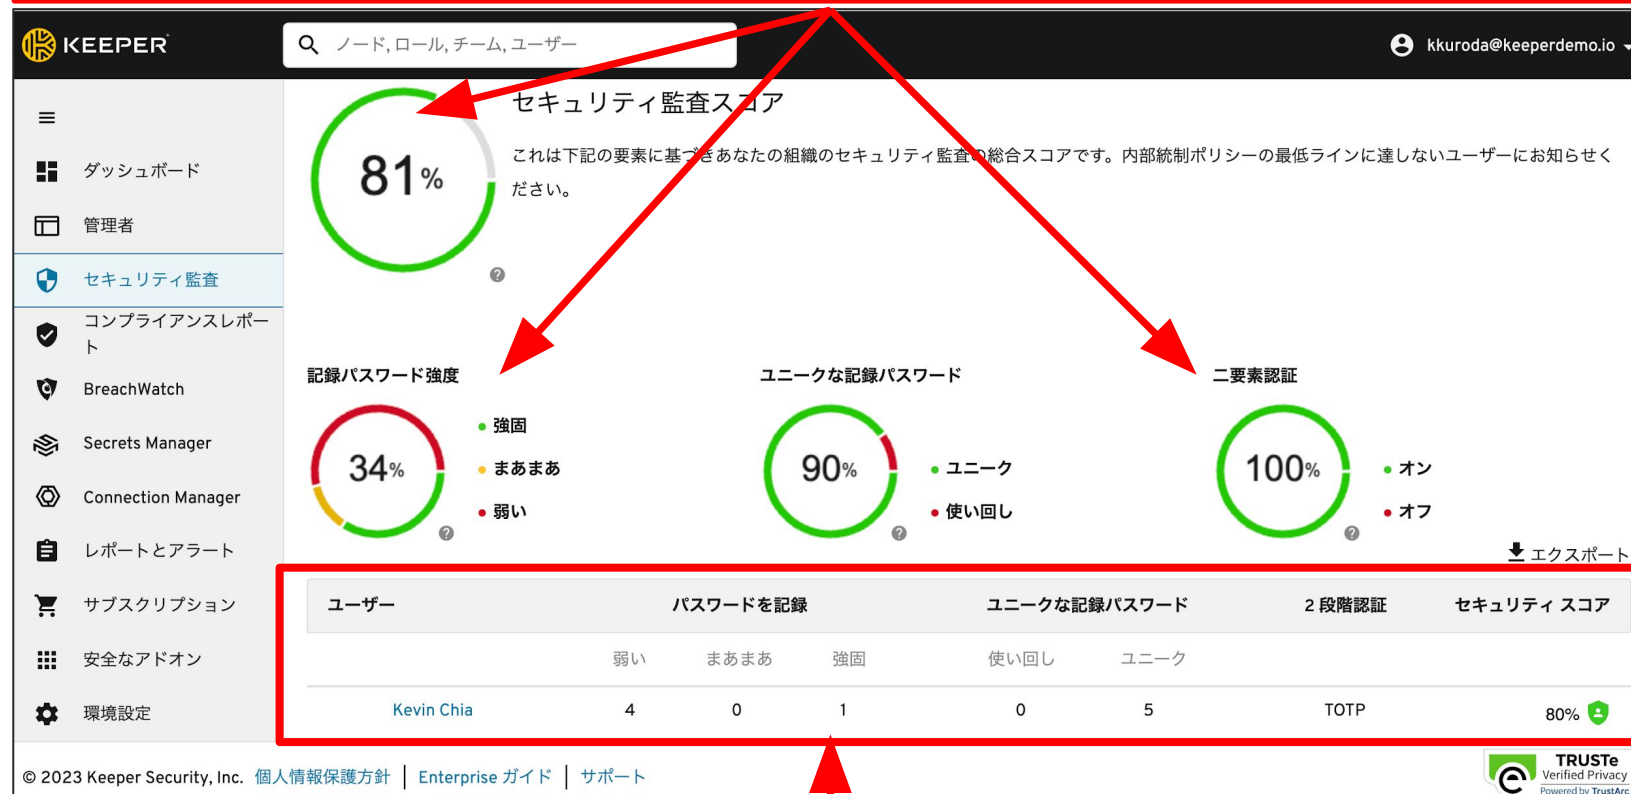 KEEPER
ノード, ロール, チーム, ユーザー
kkuroda@keeperdemo.io
ダッシュボード
管理者
セキュリティ監査
コンプライアンスレポー
ト
BreachWatch
Secrets Manager
Connection Manager
レポートとアラート
サブスクリプション
安全なアドオン
環境設定
81%
セキュリティ監査スコア
これは下記の要素に基づきあなたの組織のセキュリティ監査の総合スコアです。内部統制ポリシーの最低ラインに達しないユーザーにお知らせく
ださい。
記録パスワード強度
34%
強固
まあまあ
弱い
ユニークな記録パスワード
90%
ユニーク
使い回し
二要素認証
100%
オン
オフ
エクスポート
ユーザー パスワードを記録 ユニークな記録パスワード 2 段階認証 セキュリティ スコア
弱い まあまあ 強固 使い回し ユニーク
Kevin Chia 4 0 1 0 5 TOTP 80%
© 2023 Keeper Security, Inc. 個人情報保護方針 | Enterprise ガイド | サポート
TRUSTe
Verified Privacy
Powered by TrustArc